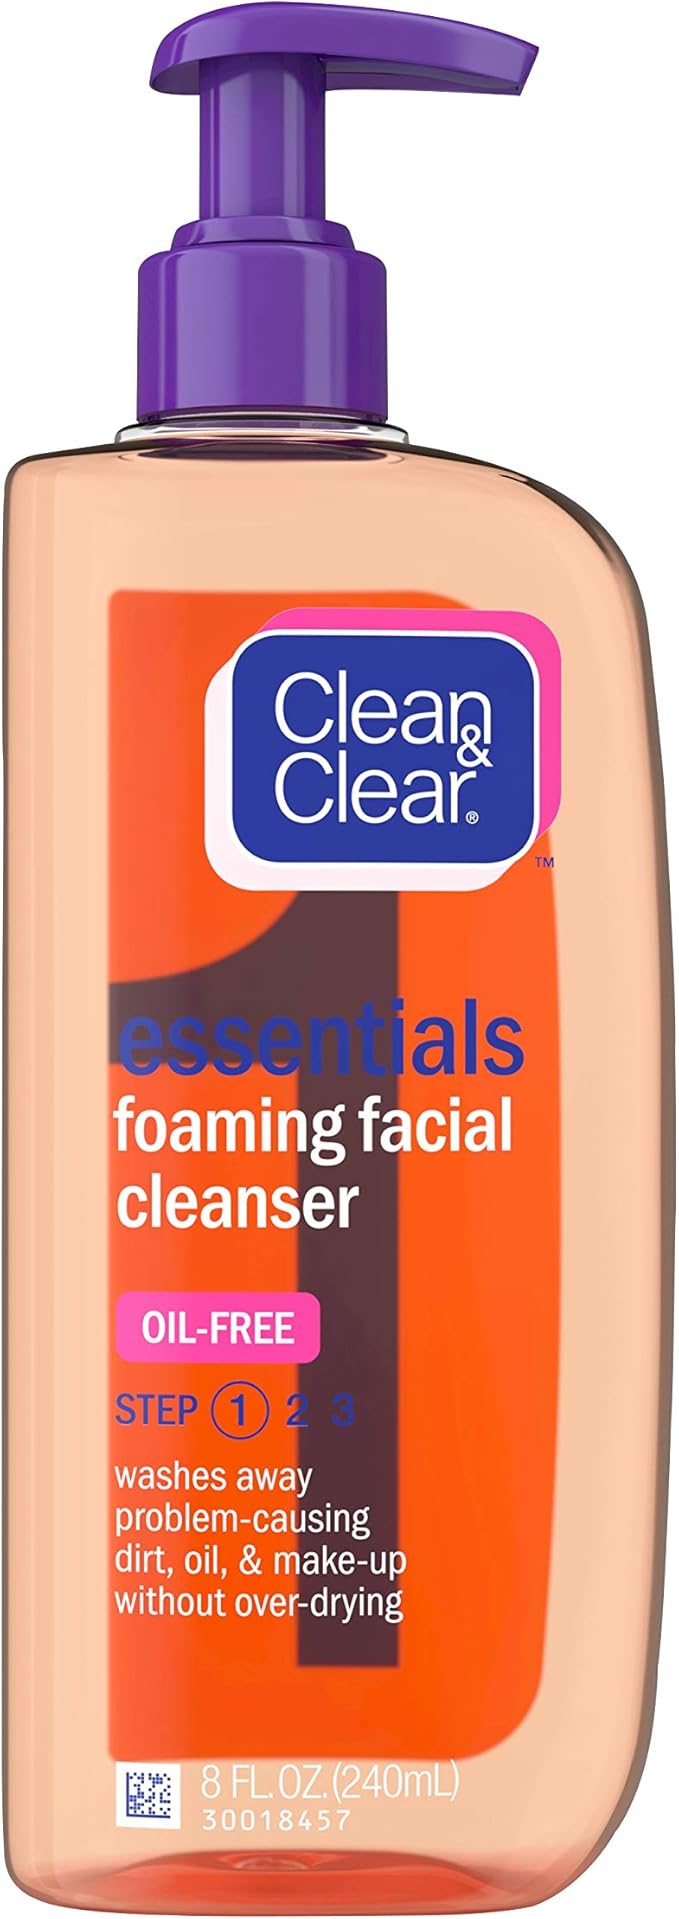 Clean
&
Clear®
™
essentials
foaming facial
cleanser
OIL-FREE
STEP 1 2 3
washes away
problem-causing
dirt, oil, & make-up
without over-drying
8 FL. OZ. (240mL)
30018457